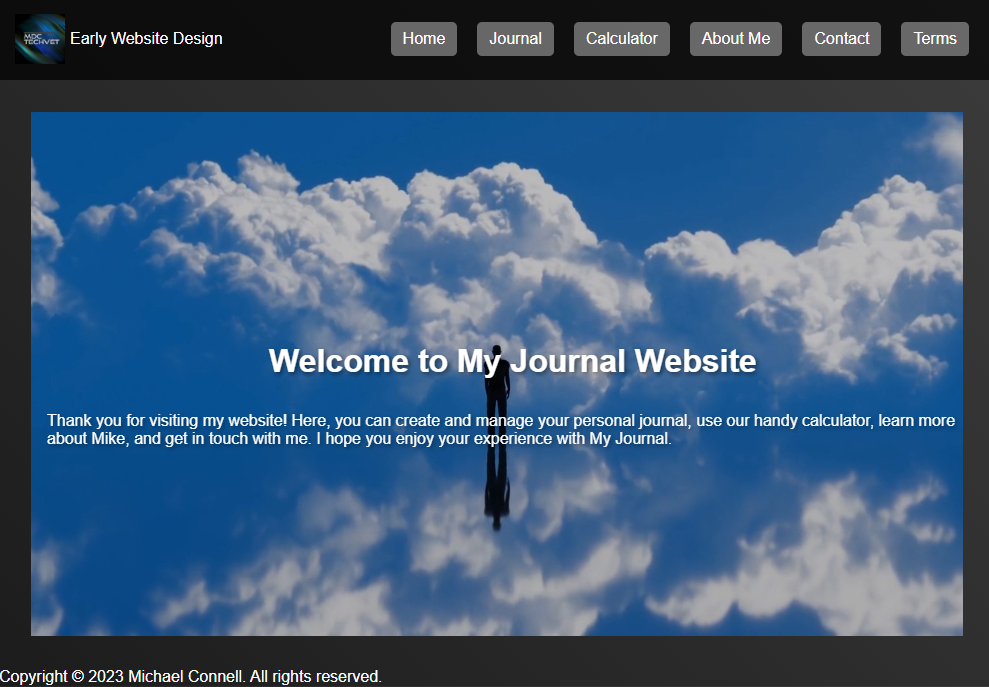 MDC
TECHVET
Early Website Design
Home
Journal
Calculator
About Me
Contact
Terms
Welcome to My Journal Website
Thank you for visiting my website! Here, you can create and manage your personal journal, use our handy calculator, learn more
about Mike, and get in touch with me. I hope you enjoy your experience with My Journal.
Copyright © 2023 Michael Connell. All rights reserved.